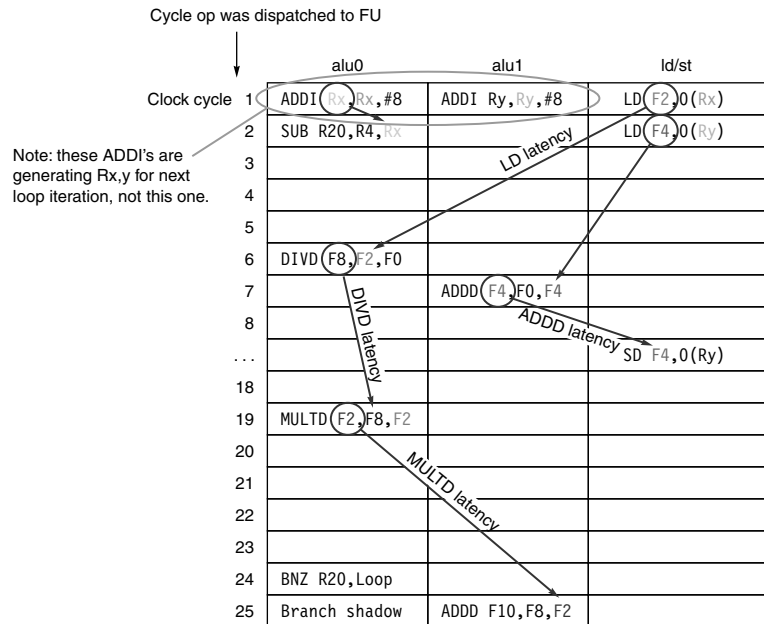 Cycle op was dispatched to FU
alu0 alu1 ld/st
Clock cycle 1 ADDI Rx,Rx,#8 ADDI Ry,Ry,#8 LD F2,0(Rx)
2 SUB R20,R4,Rx LD F4,0(Ry)
Note: these ADDI's are
generating Rx,y for next
loop iteration, not this one.
LD latency
3
4
5
6 DIVD F8,F2,F0
7 ADDD F4,F0,F4
DIVD latency
ADDD latency
8
... SD F4,0(Ry)
18
19 MULTD F2,F8,F2
20
MULTD latency
21
22
23
24 BNZ R20,Loop
25 Branch shadow ADDD F10,F8,F2